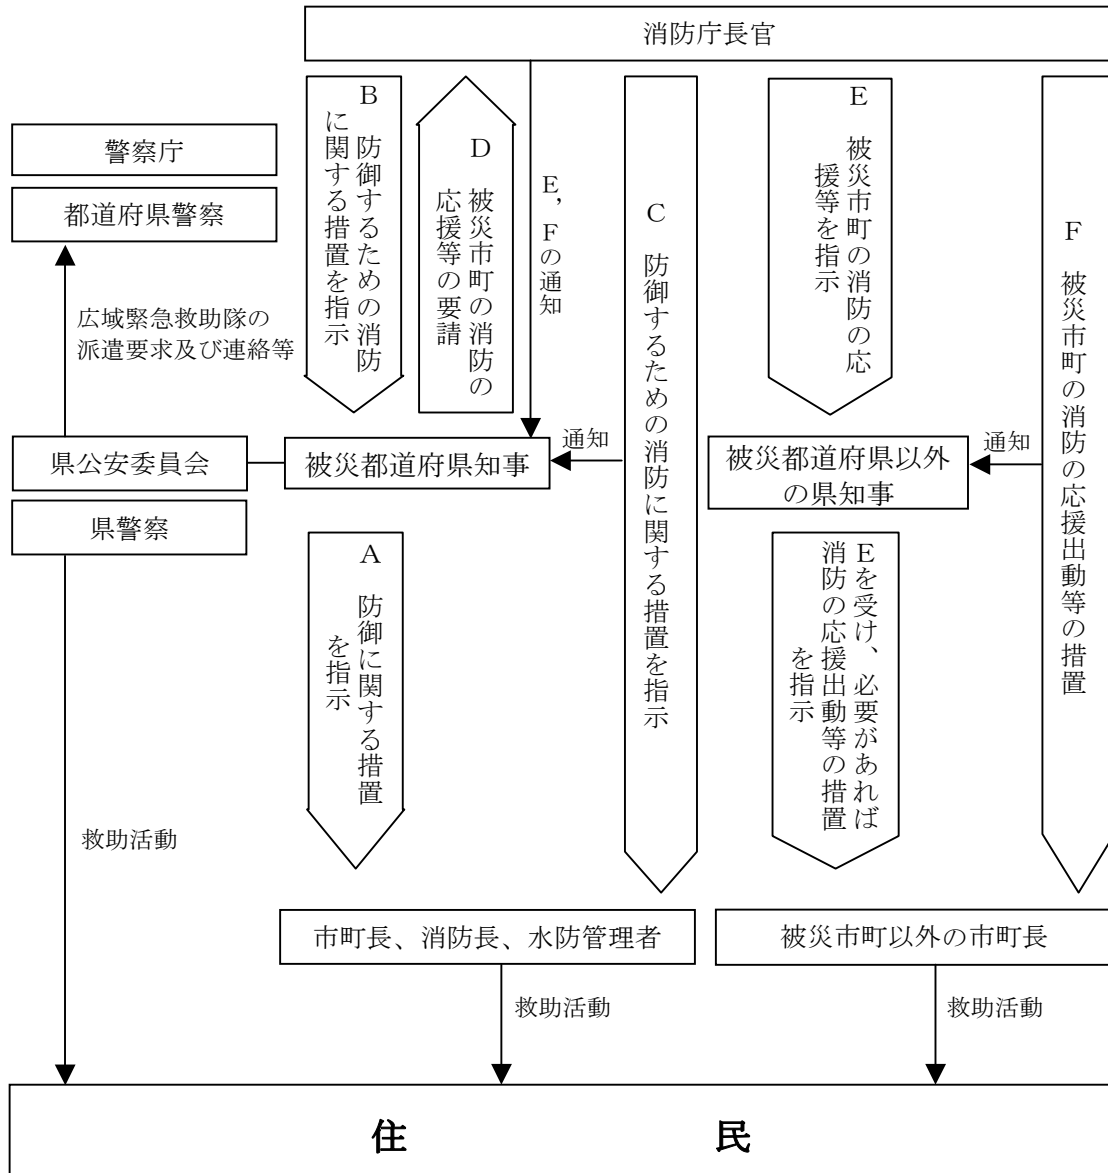 消防庁長官
B 防御するための消防
に関する措置を指示
D 被災市町の消防の
応援等の要請
E,Fの通知
C 防御するための消防に関する措置を指示
E 被災市町の消防の応
援等を指示
F 被災市町の消防の応援出動等の措置
警察庁
都道府県警察
広域緊急救助隊の
派遣要求及び連絡等
県公安委員会
被災都道府県知事
通知
被災都道府県以外
の県知事
通知
県警察
A 防御に関する措置
を指示
Eを受け、必要があれば
消防の応援出動等の措置
を指示
救助活動
市町長、消防長、水防管理者
被災市町以外の市町長
救助活動
救助活動
住 民